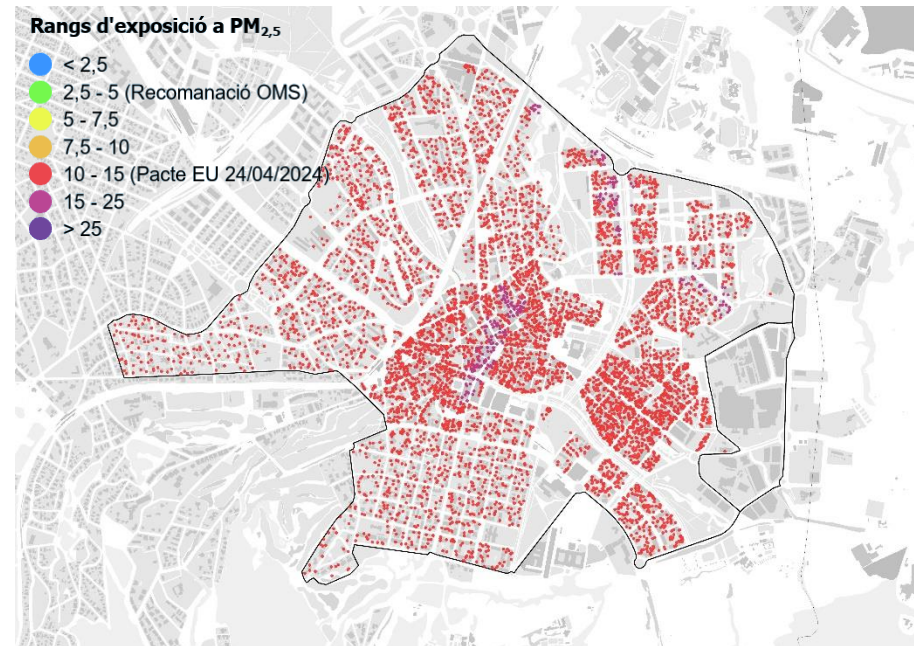 Rangs d'exposició a PM2,5
< 2,5
2,5 - 5 (Recomanació OMS)
5 - 7,5
7,5 - 10
10 - 15 (Pacte EU 24/04/2024)
15 - 25
> 25